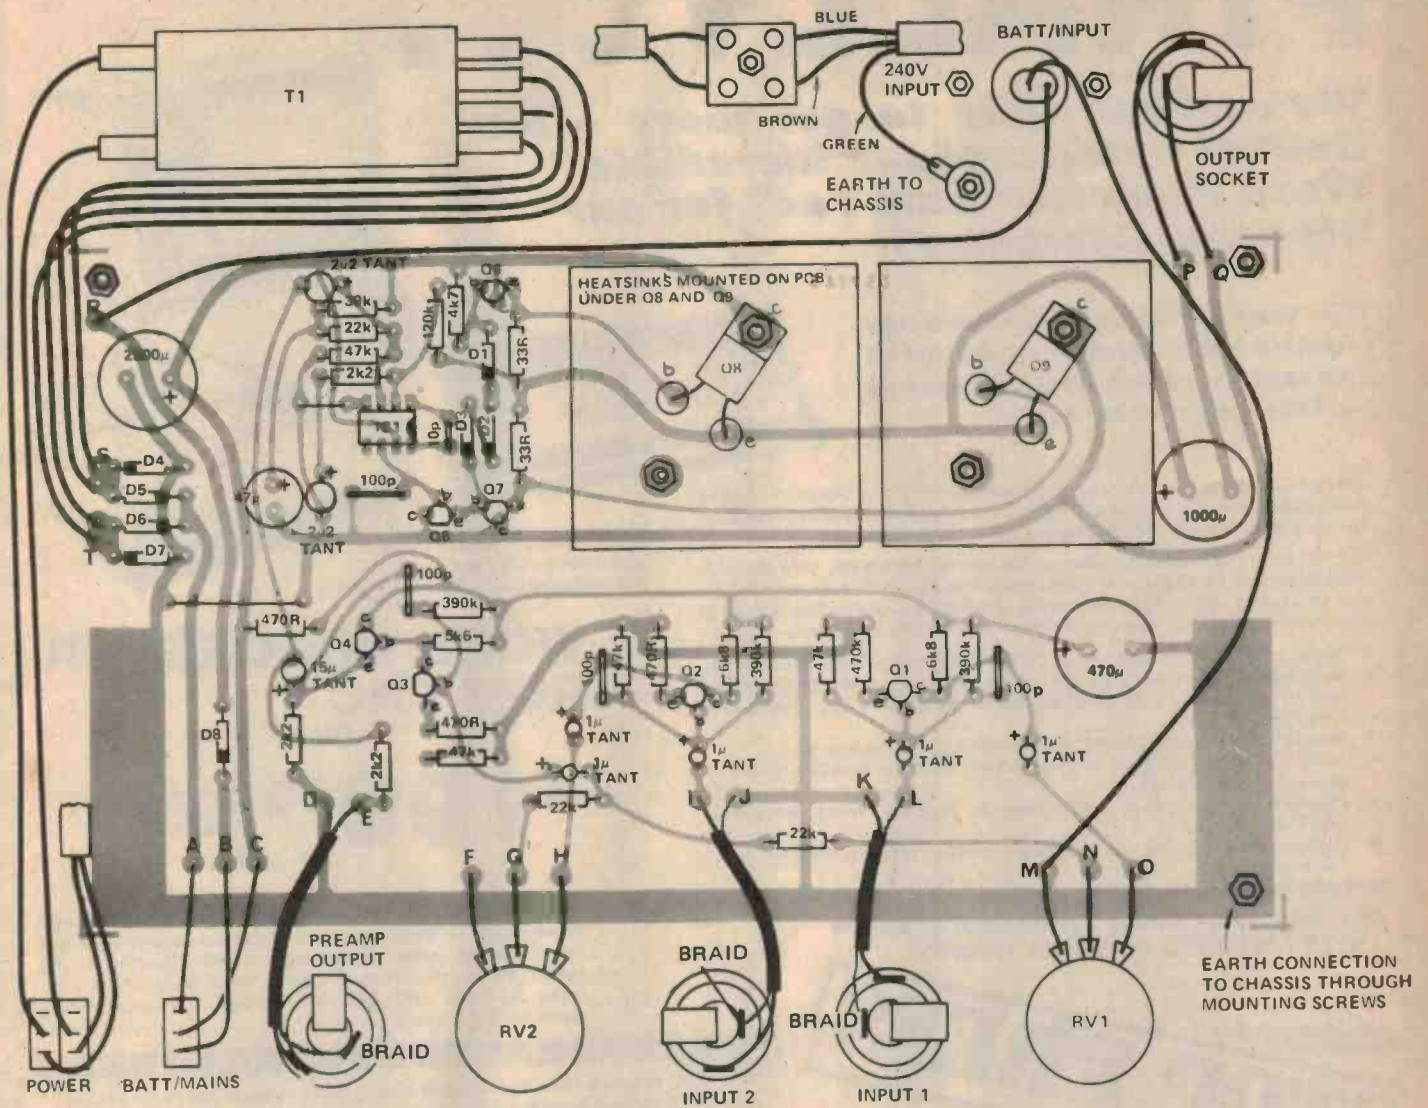 T1
BLUE
240V
INPUT
BROWN
GREEN
EARTH TO
CHASSIS
BATT/INPUT
OUTPUT
SOCKET
P
Q
R
2µ2 TANT
39k
22k
47k
2k2
120k
4k7
D1
33R
HEATSINKS MOUNTED ON PCB
UNDER Q8 AND Q9
c
b
Q8
e
c
b
Q9
e
+
S
D4
D5
D6
T
D7
47µ
+
+
2µ2
TANT
100p
10p
D3
D2
33R
Q7
c
+
1000µ
470R
100p
390k
5k6
Q4
c
b
e
15µ
TANT
+
Q3
470R
47k
D8
2k2
2k2
100p
47k
470R
Q2
6k8
390k
47k
470k
Q1
6k8
390k
100p
+
470µ
+
1µ
TANT
+
1µ
TANT
+
1µ
TANT
+
1µ
TANT
+
1µ
TANT
22k
22k
D
E
I
J
K
L
A
B
C
F
G
H
M
N
O
PREAMP
OUTPUT
BRAID
RV2
BRAID
INPUT 2
BRAID
INPUT 1
RV1
EARTH CONNECTION
TO CHASSIS THROUGH
MOUNTING SCREWS
POWER
BATT/MAINS